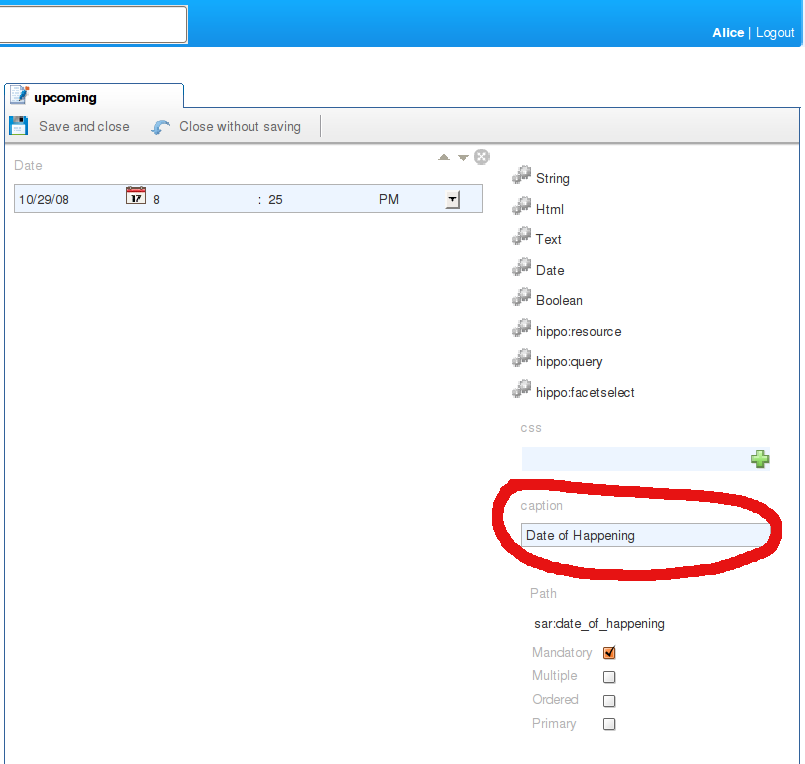 Alice | Logout
upcoming
Save and close Close without saving
Date
10/29/08 17 8 : 25 PM
String
Html
Text
Date
Boolean
hippo:resource
hippo:query
hippo:facetselect
css
caption
Date of Happening
Path
sar:date_of_happening
Mandatory
Multiple
Ordered
Primary